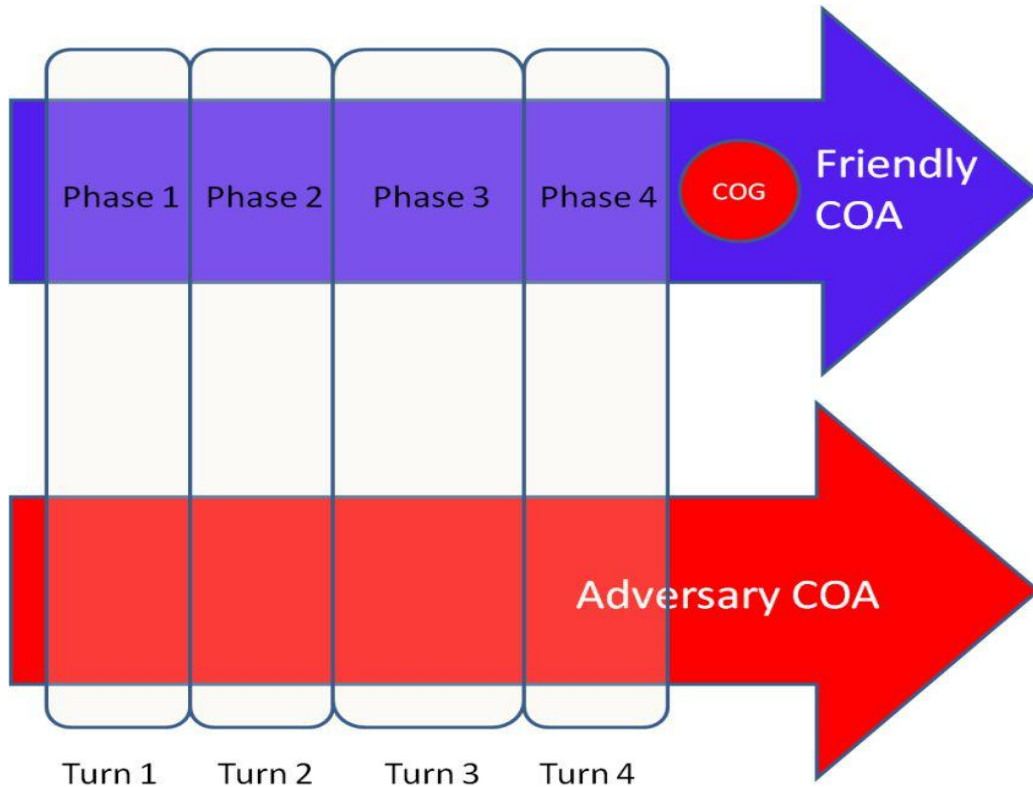 Phase 1
Phase 2
Phase 3
Phase 4
COG
Friendly
COA
Adversary COA
Turn 1
Turn 2
Turn 3
Turn 4